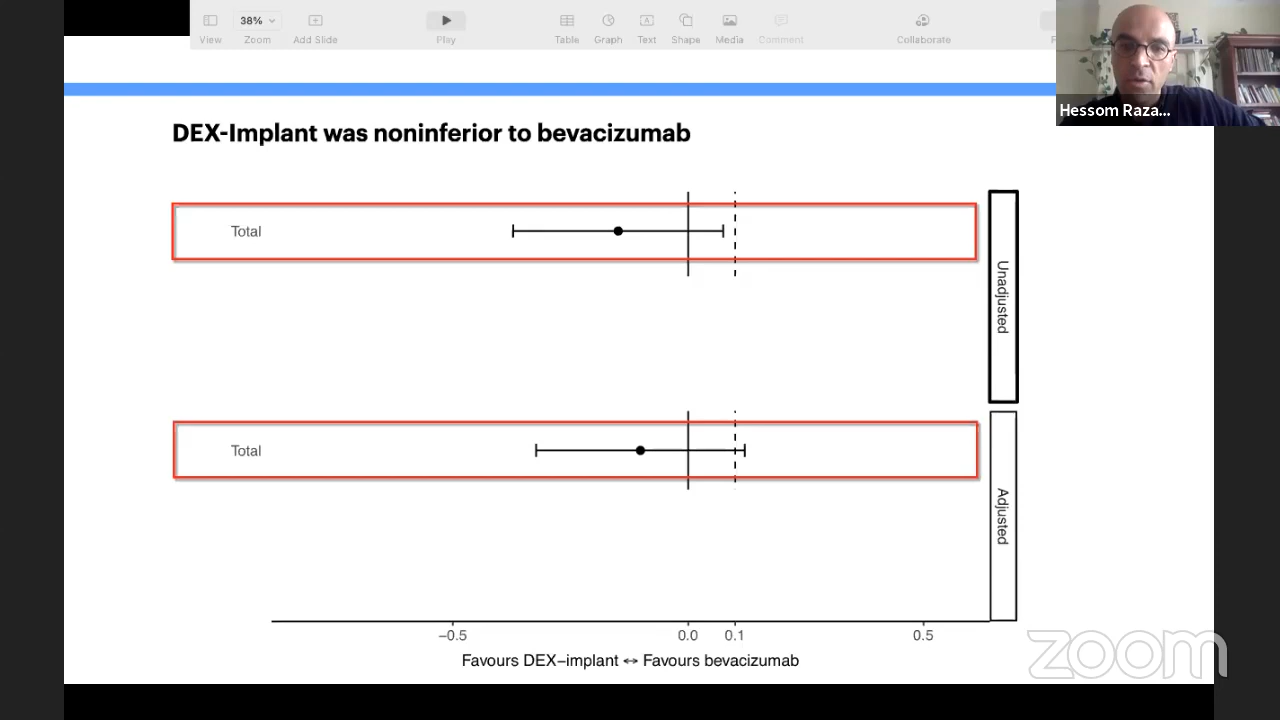 38%
View Zoom Add Slide Play Table Graph Text Shape Media Comment Collaborate
Hessom Raza...
DEX-Implant was noninferior to bevacizumab
Total
Unadjusted
Total
Adjusted
−0.5 0.0 0.1 0.5
Favours DEX−implant ↔ Favours bevacizumab
zoom